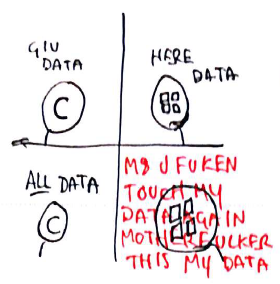 GIV
DATA
C
HERE
DATA
ALL DATA
C
M8 U FUKEN
TOUCH MY
DATA AGAIN
MOTHERFUCKER
THIS MY DATA